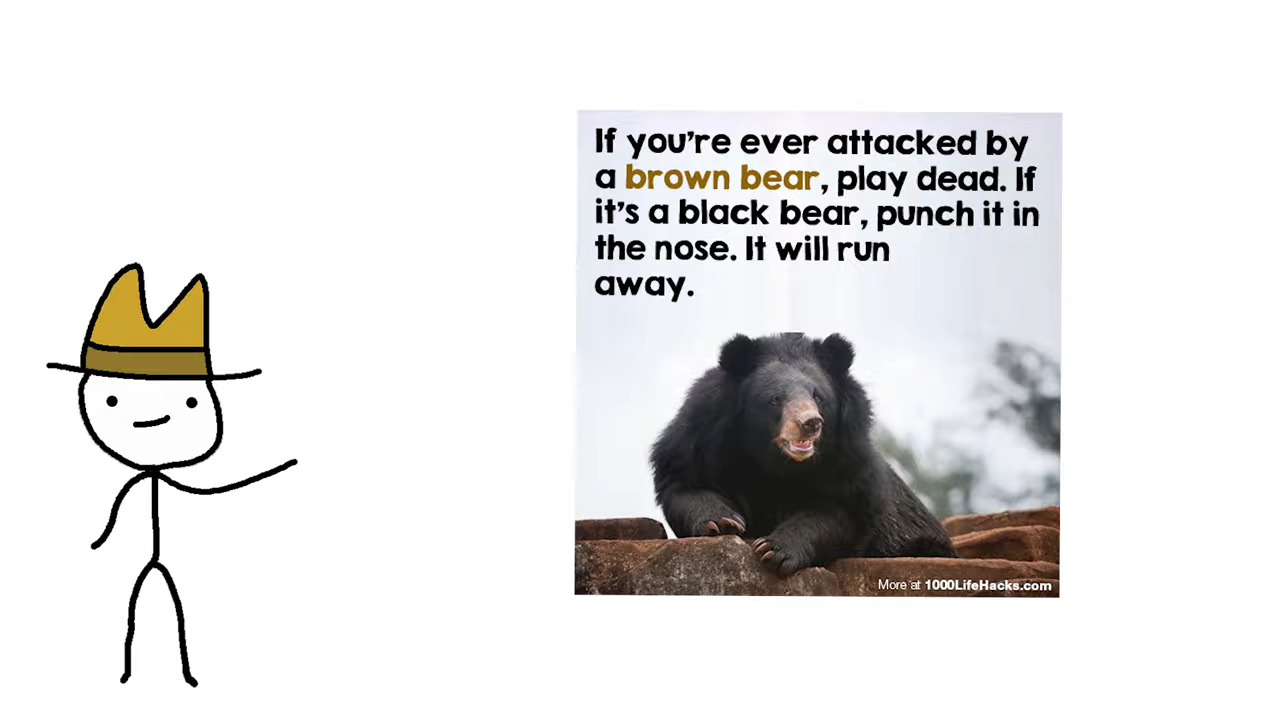 If you're ever attacked by
a brown bear, play dead. If
it's a black bear, punch it in
the nose. It will run
away.
More at 1000LifeHacks.com